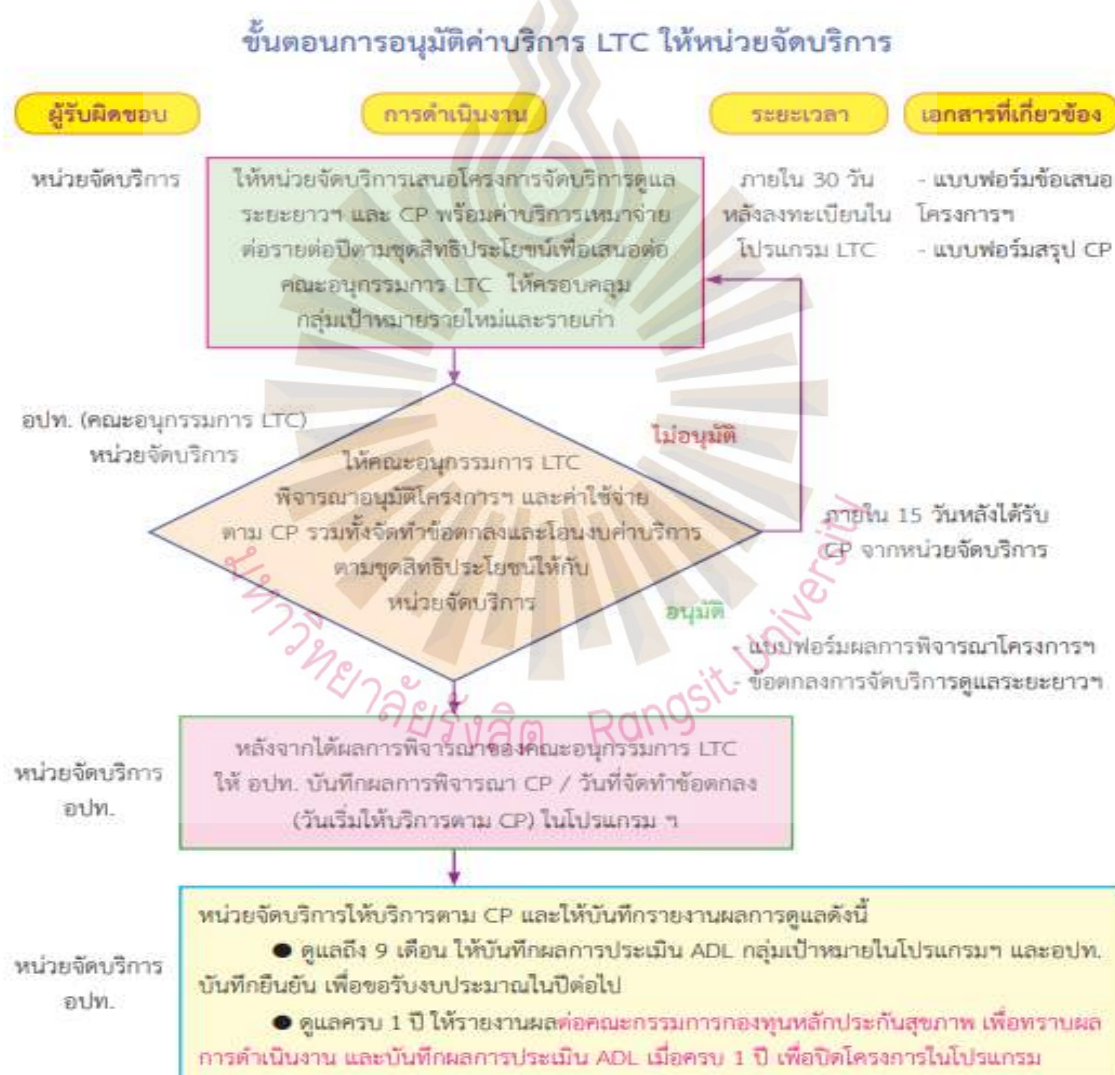 ขั้นตอนการอนุมัติค่าบริการ LTC ให้หน่วยจัดบริการ
ผู้รับผิดชอบ
การดำเนินงาน
ระยะเวลา
เอกสารที่เกี่ยวข้อง
หน่วยจัดบริการ
ให้หน่วยจัดบริการเสนอโครงการจัดบริการดูแล
ระยะยาวฯ และ CP พร้อมค่าบริการเหมาจ่าย
ต่อรายต่อปีตามชุดสิทธิประโยชน์เพื่อเสนอต่อ
คณะอนุกรรมการ LTC ให้ครอบคลุม
กลุ่มเป้าหมายรายใหม่และรายเก่า
ภายใน 30 วัน
หลังลงทะเบียนใน
โปรแกรม LTC
- แบบฟอร์มข้อเสนอ
โครงการฯ
- แบบฟอร์มสรุป CP
อปท. (คณะอนุกรรมการ LTC)
หน่วยจัดบริการ
ให้คณะอนุกรรมการ LTC
พิจารณาอนุมัติโครงการฯ และค่าใช้จ่าย
ตาม CP รวมทั้งจัดทำข้อตกลงและโอนงบค่าบริการ
ตามชุดสิทธิประโยชน์ให้กับ
หน่วยจัดบริการ
ไม่อนุมัติ
ภายใน 15 วันหลังได้รับ
CP จากหน่วยจัดบริการ
อนุมัติ
- แบบฟอร์มผลการพิจารณาโครงการฯ
- ข้อตกลงการจัดบริการดูแลระยะยาวฯ
มหาวิทยาลัยรังสิต Rangsit University
หน่วยจัดบริการ
อปท.
หลังจากได้ผลการพิจารณาของคณะอนุกรรมการ LTC
ให้ อปท. บันทึกผลการพิจารณา CP / วันที่จัดทำข้อตกลง
(วันเริ่มให้บริการตาม CP) ในโปรแกรม ฯ
หน่วยจัดบริการ
อปท.
หน่วยจัดบริการให้บริการตาม CP และให้บันทึกรายงานผลการดูแลดังนี้
● ดูแลถึง 9 เดือน ให้บันทึกผลการประเมิน ADL กลุ่มเป้าหมายในโปรแกรมฯ และอปท.
บันทึกยืนยัน เพื่อขอรับงบประมาณในปีต่อไป
● ดูแลครบ 1 ปี ให้รายงานผลต่อคณะกรรมการกองทุนหลักประกันสุขภาพ เพื่อทราบผล
การดำเนินงาน และบันทึกผลการประเมิน ADL เมื่อครบ 1 ปี เพื่อปิดโครงการในโปรแกรม